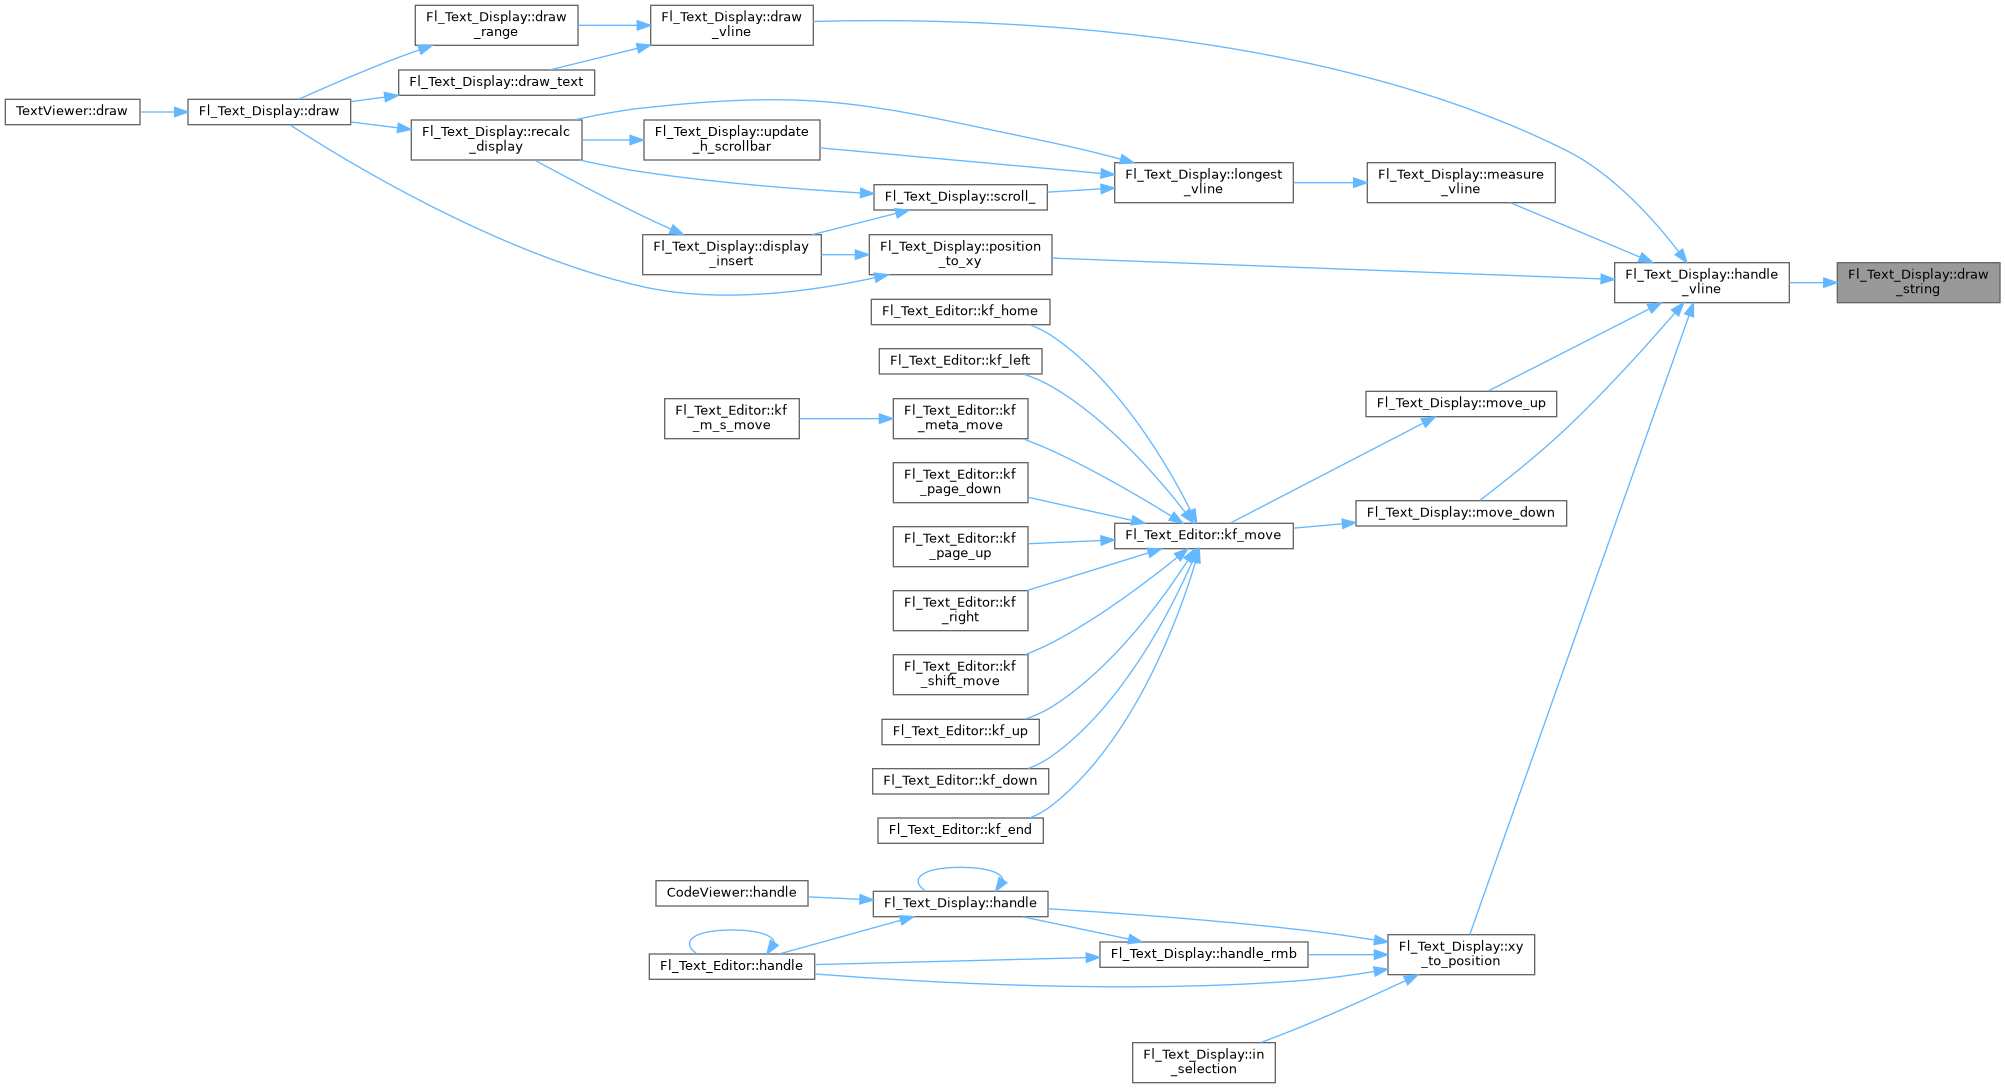 Fl_Text_Display::draw
_range
Fl_Text_Display::draw
_vline
Fl_Text_Display::draw_text
TextViewer::draw
Fl_Text_Display::draw
Fl_Text_Display::recalc
_display
Fl_Text_Display::update
_h_scrollbar
Fl_Text_Display::longest
_vline
Fl_Text_Display::measure
_vline
Fl_Text_Display::scroll_
Fl_Text_Display::display
_insert
Fl_Text_Display::position
_to_xy
Fl_Text_Display::handle
_vline
Fl_Text_Display::draw
_string
Fl_Text_Editor::kf_home
Fl_Text_Editor::kf_left
Fl_Text_Editor::kf
_m_s_move
Fl_Text_Editor::kf
_meta_move
Fl_Text_Display::move_up
Fl_Text_Editor::kf
_page_down
Fl_Text_Display::move_down
Fl_Text_Editor::kf_move
Fl_Text_Editor::kf
_page_up
Fl_Text_Editor::kf
_right
Fl_Text_Editor::kf
_shift_move
Fl_Text_Editor::kf_up
Fl_Text_Editor::kf_down
Fl_Text_Editor::kf_end
CodeViewer::handle
Fl_Text_Display::handle
Fl_Text_Editor::handle
Fl_Text_Display::handle_rmb
Fl_Text_Display::xy
_to_position
Fl_Text_Display::in
_selection